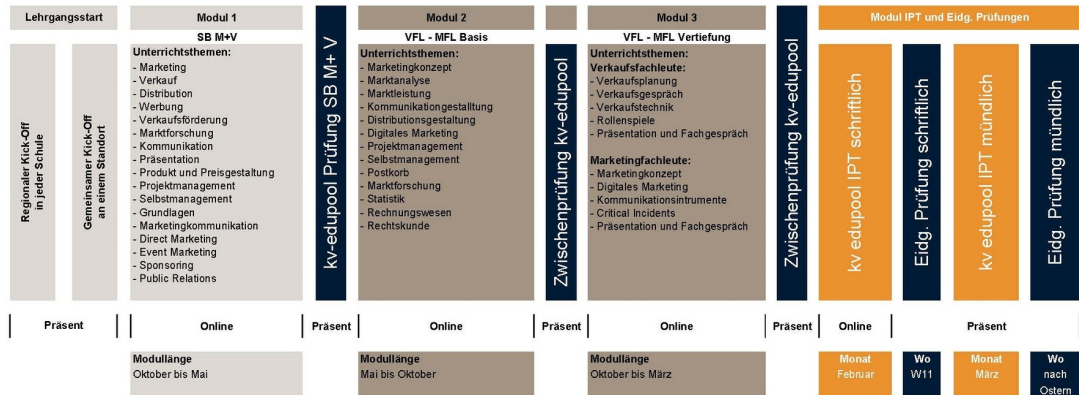 Lehrgangsstart
Regionaler Kick-Off
in jeder Schule
Gemeinsamer Kick-Off
an einem Standort
Modul 1
SB M+V
Unterrichtsthemen:
- Marketing
- Verkauf
- Distribution
- Werbung
- Verkaufsförderung
- Marktforschung
- Kommunikation
- Präsentation
- Produkt und Preisgestaltung
- Projektmanagement
- Selbstmanagement
- Grundlagen
- Marketingkommunikation
- Direct Marketing
- Event Marketing
- Sponsoring
- Public Relations
kv-edupool Prüfung SB M+ V
Modul 2
VFL - MFL Basis
Unterrichtsthemen:
- Marketingkonzept
- Marktanalyse
- Marktleistung
- Kommunikationgestalltung
- Distributionsgestaltung
- Digitales Marketing
- Projektmanagement
- Selbstmanagement
- Postkorb
- Marktforschung
- Statistik
- Rechnungswesen
- Rechtskunde
Zwischenprüfung kv-edupool
Modul 3
VFL - MFL Vertiefung
Unterrichtsthemen:
Verkaufsfachleute:
- Verkaufsplanung
- Verkaufsgespräch
- Verkaufstechnik
- Rollenspiele
- Präsentation und Fachgespräch
Marketingfachleute:
- Marketingkonzept
- Digitales Marketing
- Kommunikationsintrumente
- Critical Incidents
- Präsentation und Fachgespräch
Zwischenprüfung kv-edupool
Modul IPT und Eidg. Prüfungen
kv edupool IPT schriftlich
Eidg. Prüfung schriftlich
kv edupool IPT mündlich
Eidg. Prüfung mündlich
Präsent
Online
Präsent
Online
Präsent
Online
Präsent
Online
Präsent
Modullänge
Oktober bis Mai
Modullänge
Mai bis Oktober
Modullänge
Oktober bis März
Monat
Februar
Wo
W11
Monat
März
Wo
nach
Ostern